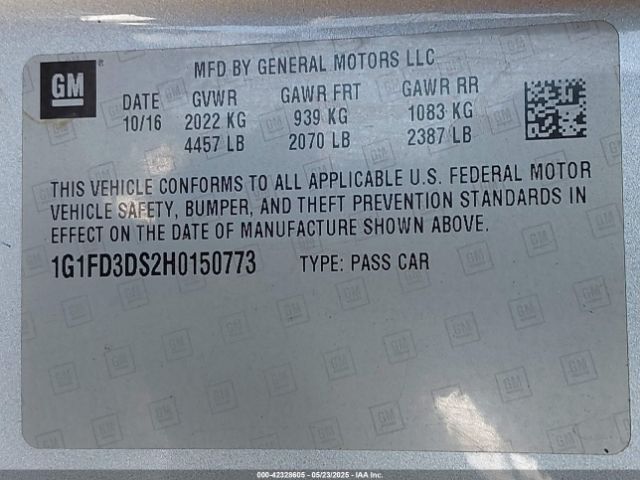 GM
MFD BY GENERAL MOTORS LLC
DATE GVWR GAWR FRT GAWR RR
10/16 2022 KG 939 KG 1083 KG
4457 LB 2070 LB 2387 LB
THIS VEHICLE CONFORMS TO ALL APPLICABLE U.S. FEDERAL MOTOR
VEHICLE SAFETY, BUMPER, AND THEFT PREVENTION STANDARDS IN
EFFECT ON THE DATE OF MANUFACTURE SHOWN ABOVE.
1G1FD3DS2H0150773 TYPE: PASS CAR
000-42328605 - 05/23/2025 - IAAI Inc.